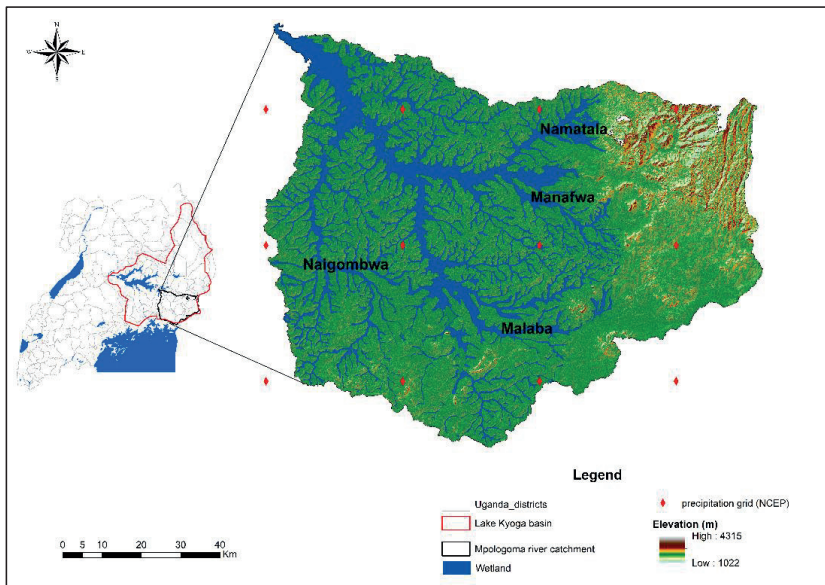 N
W E
S
Namatala
Manafwa
Naigombwa
Malaba
Legend
Uganda_districts
Lake Kyoga basin
Mpologoma river catchment
Wetland
precipitation grid (NCEP)
Elevation (m)
High : 4315
Low : 1022
0 5 10 20 30 40
Km